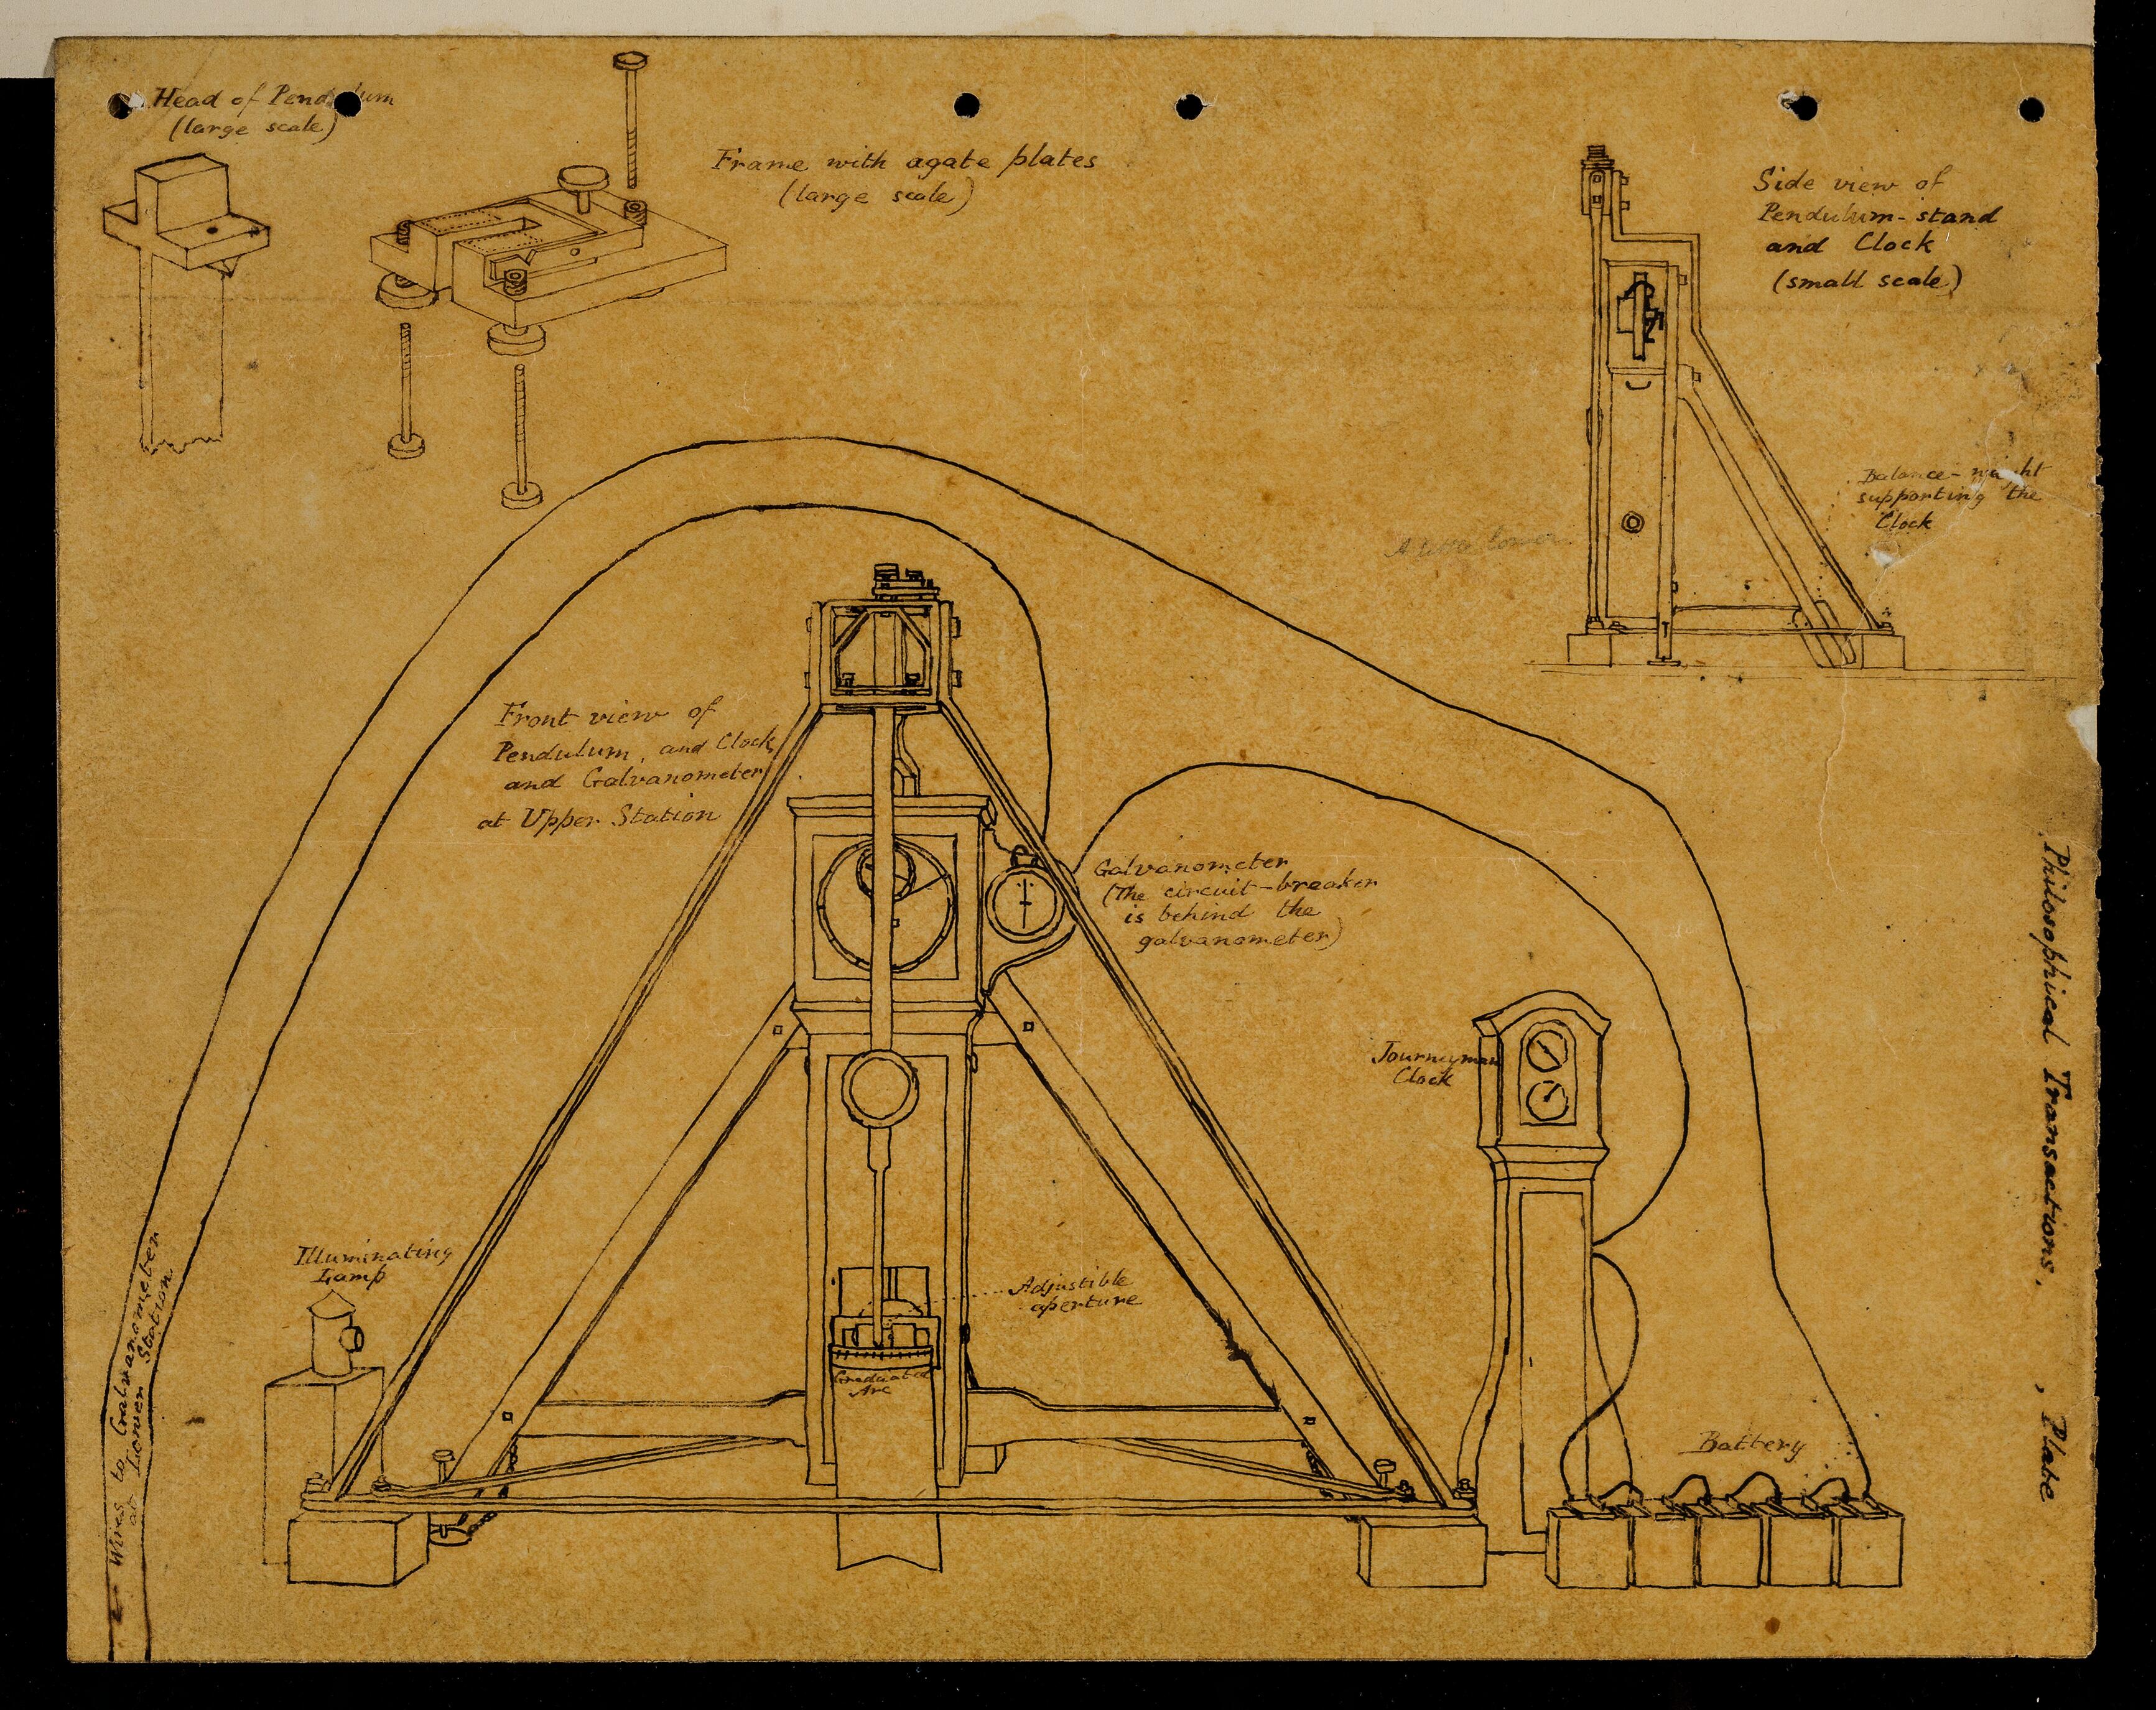 Head of Pendulum
(large scale)
Frame with agate plates
(large scale)
Side view of
Pendulum-stand
and Clock
(small scale)
Balance-weight
supporting the
Clock
A little lower
Front view of
Pendulum, and Clock
and Galvanometer
at Upper Station
Galvanometer
(The circuit-breaker
is behind the
galvanometer)
Journeyman
Clock
Illuminating
Lamp
Adjustible
aperture
Graduated
Arc
Battery
Wires to Galvanometer
at Lower Station
Philosophical Transactions. , Plate